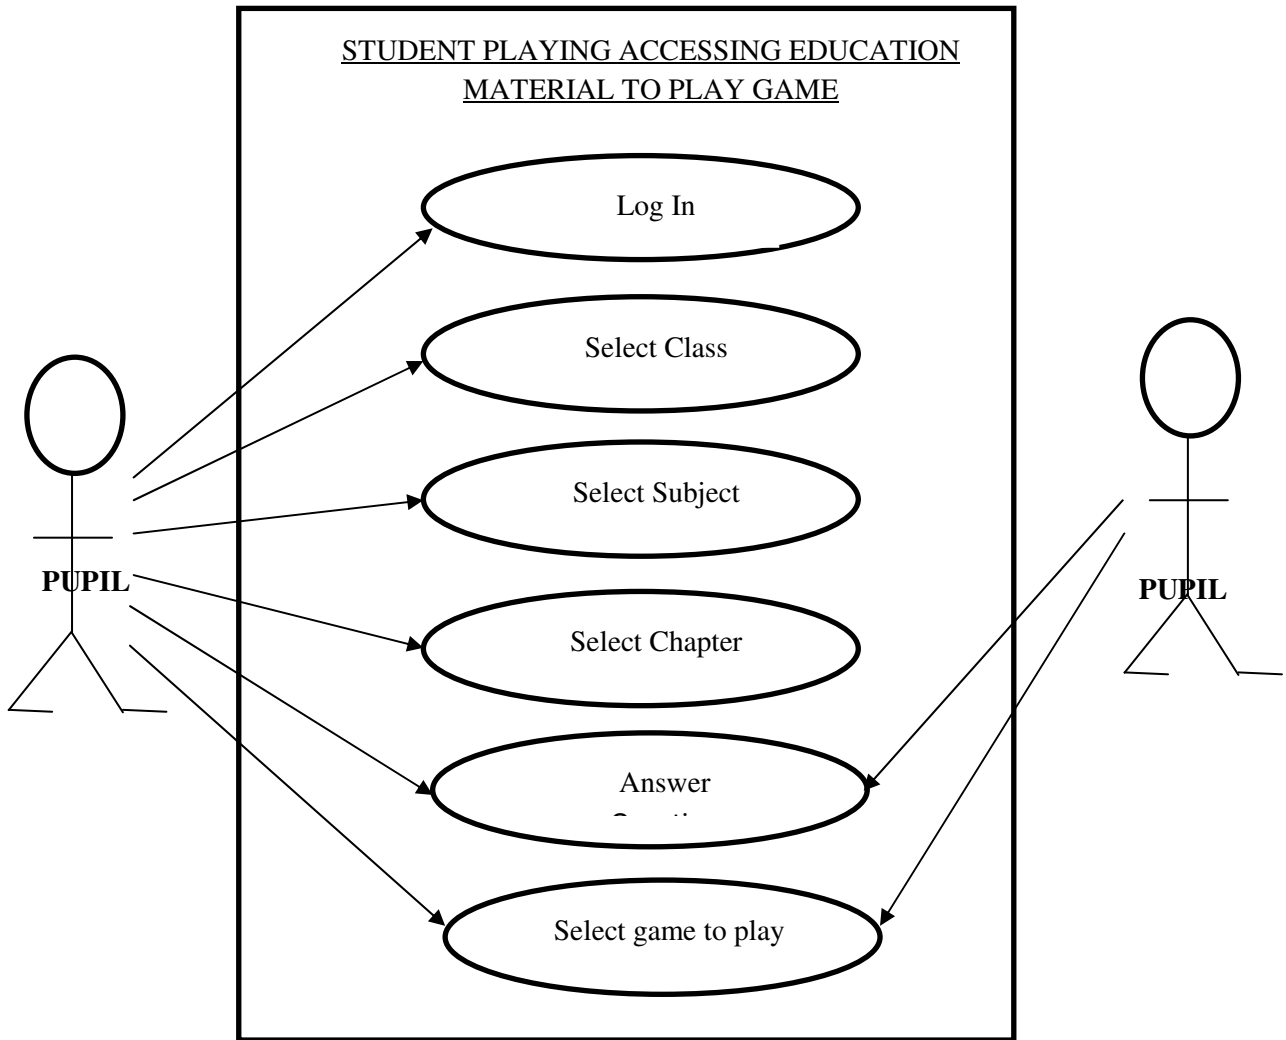 STUDENT PLAYING ACCESSING EDUCATION
MATERIAL TO PLAY GAME
Log In
Select Class
Select Subject
PUPIL
PUPIL
Select Chapter
Answer
Select game to play